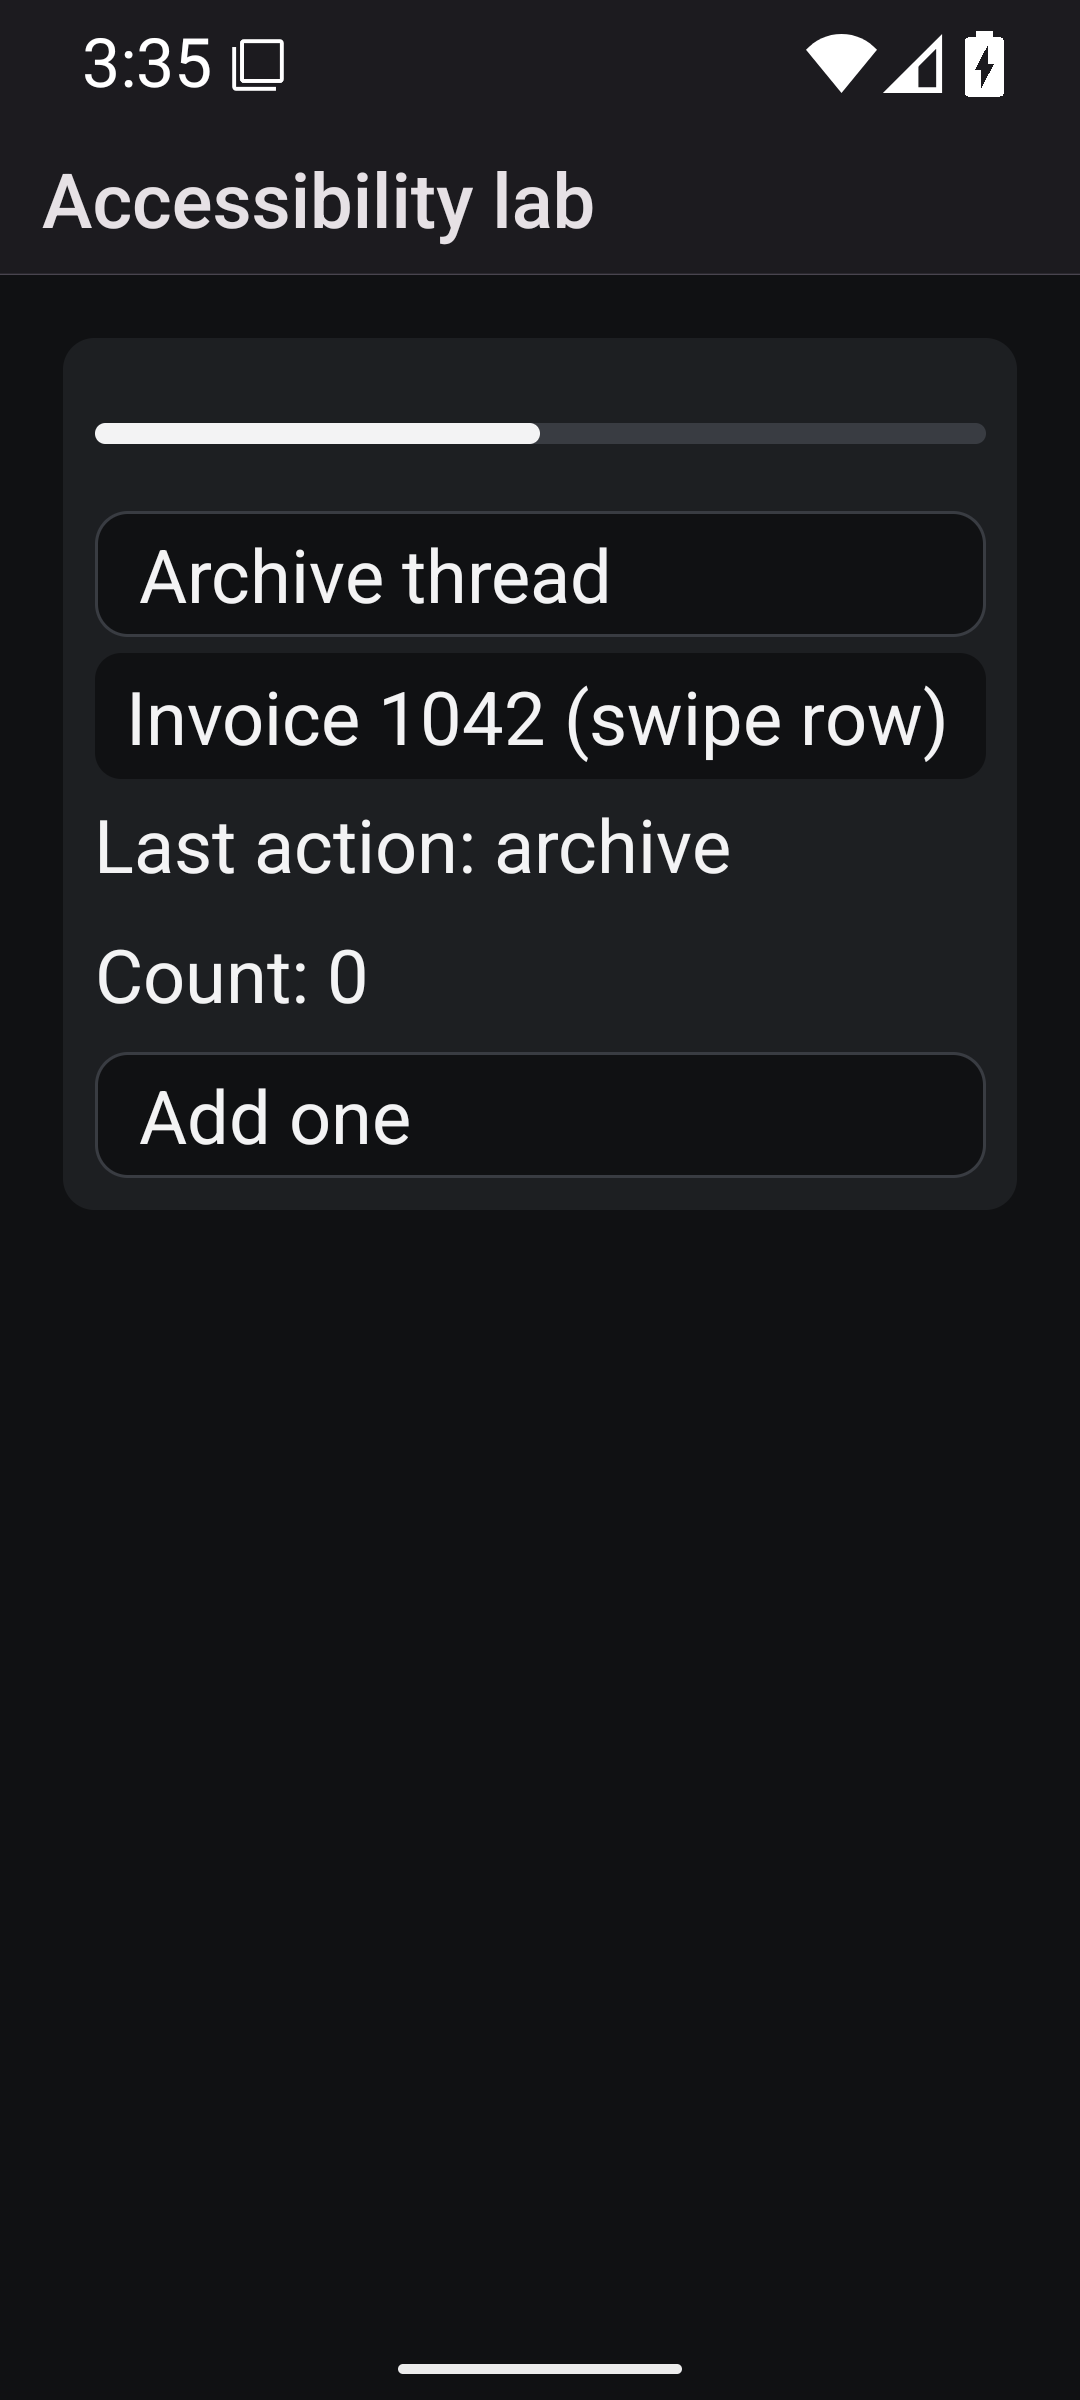 3:35
Accessibility lab
Archive thread
Invoice 1042 (swipe row)
Last action: archive
Count: 0
Add one